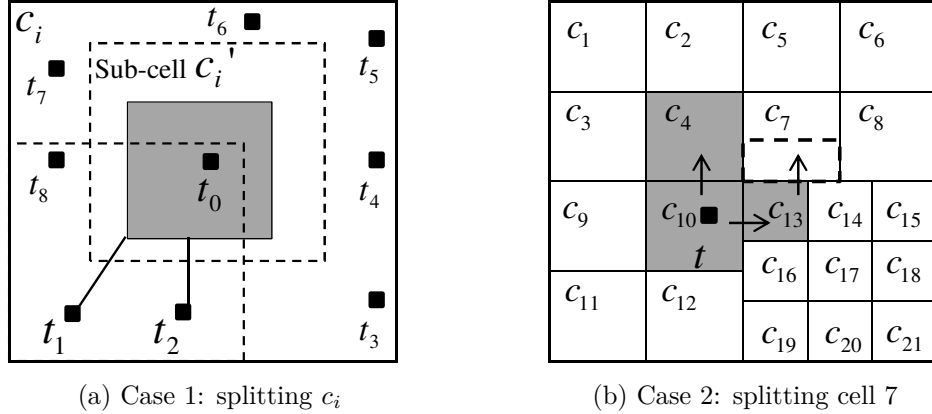 c_i
t_6
t_5
Sub-cell c_i'
t_7
t_8
t_0
t_4
t_1
t_2
t_3
(a) Case 1: splitting c_i
c_1 c_2 c_5 c_6
c_3 c_4 c_7 c_8
c_9 c_10 c_13 c_14 c_15
t
c_16 c_17 c_18
c_11 c_12
c_19 c_20 c_21
(b) Case 2: splitting cell 7